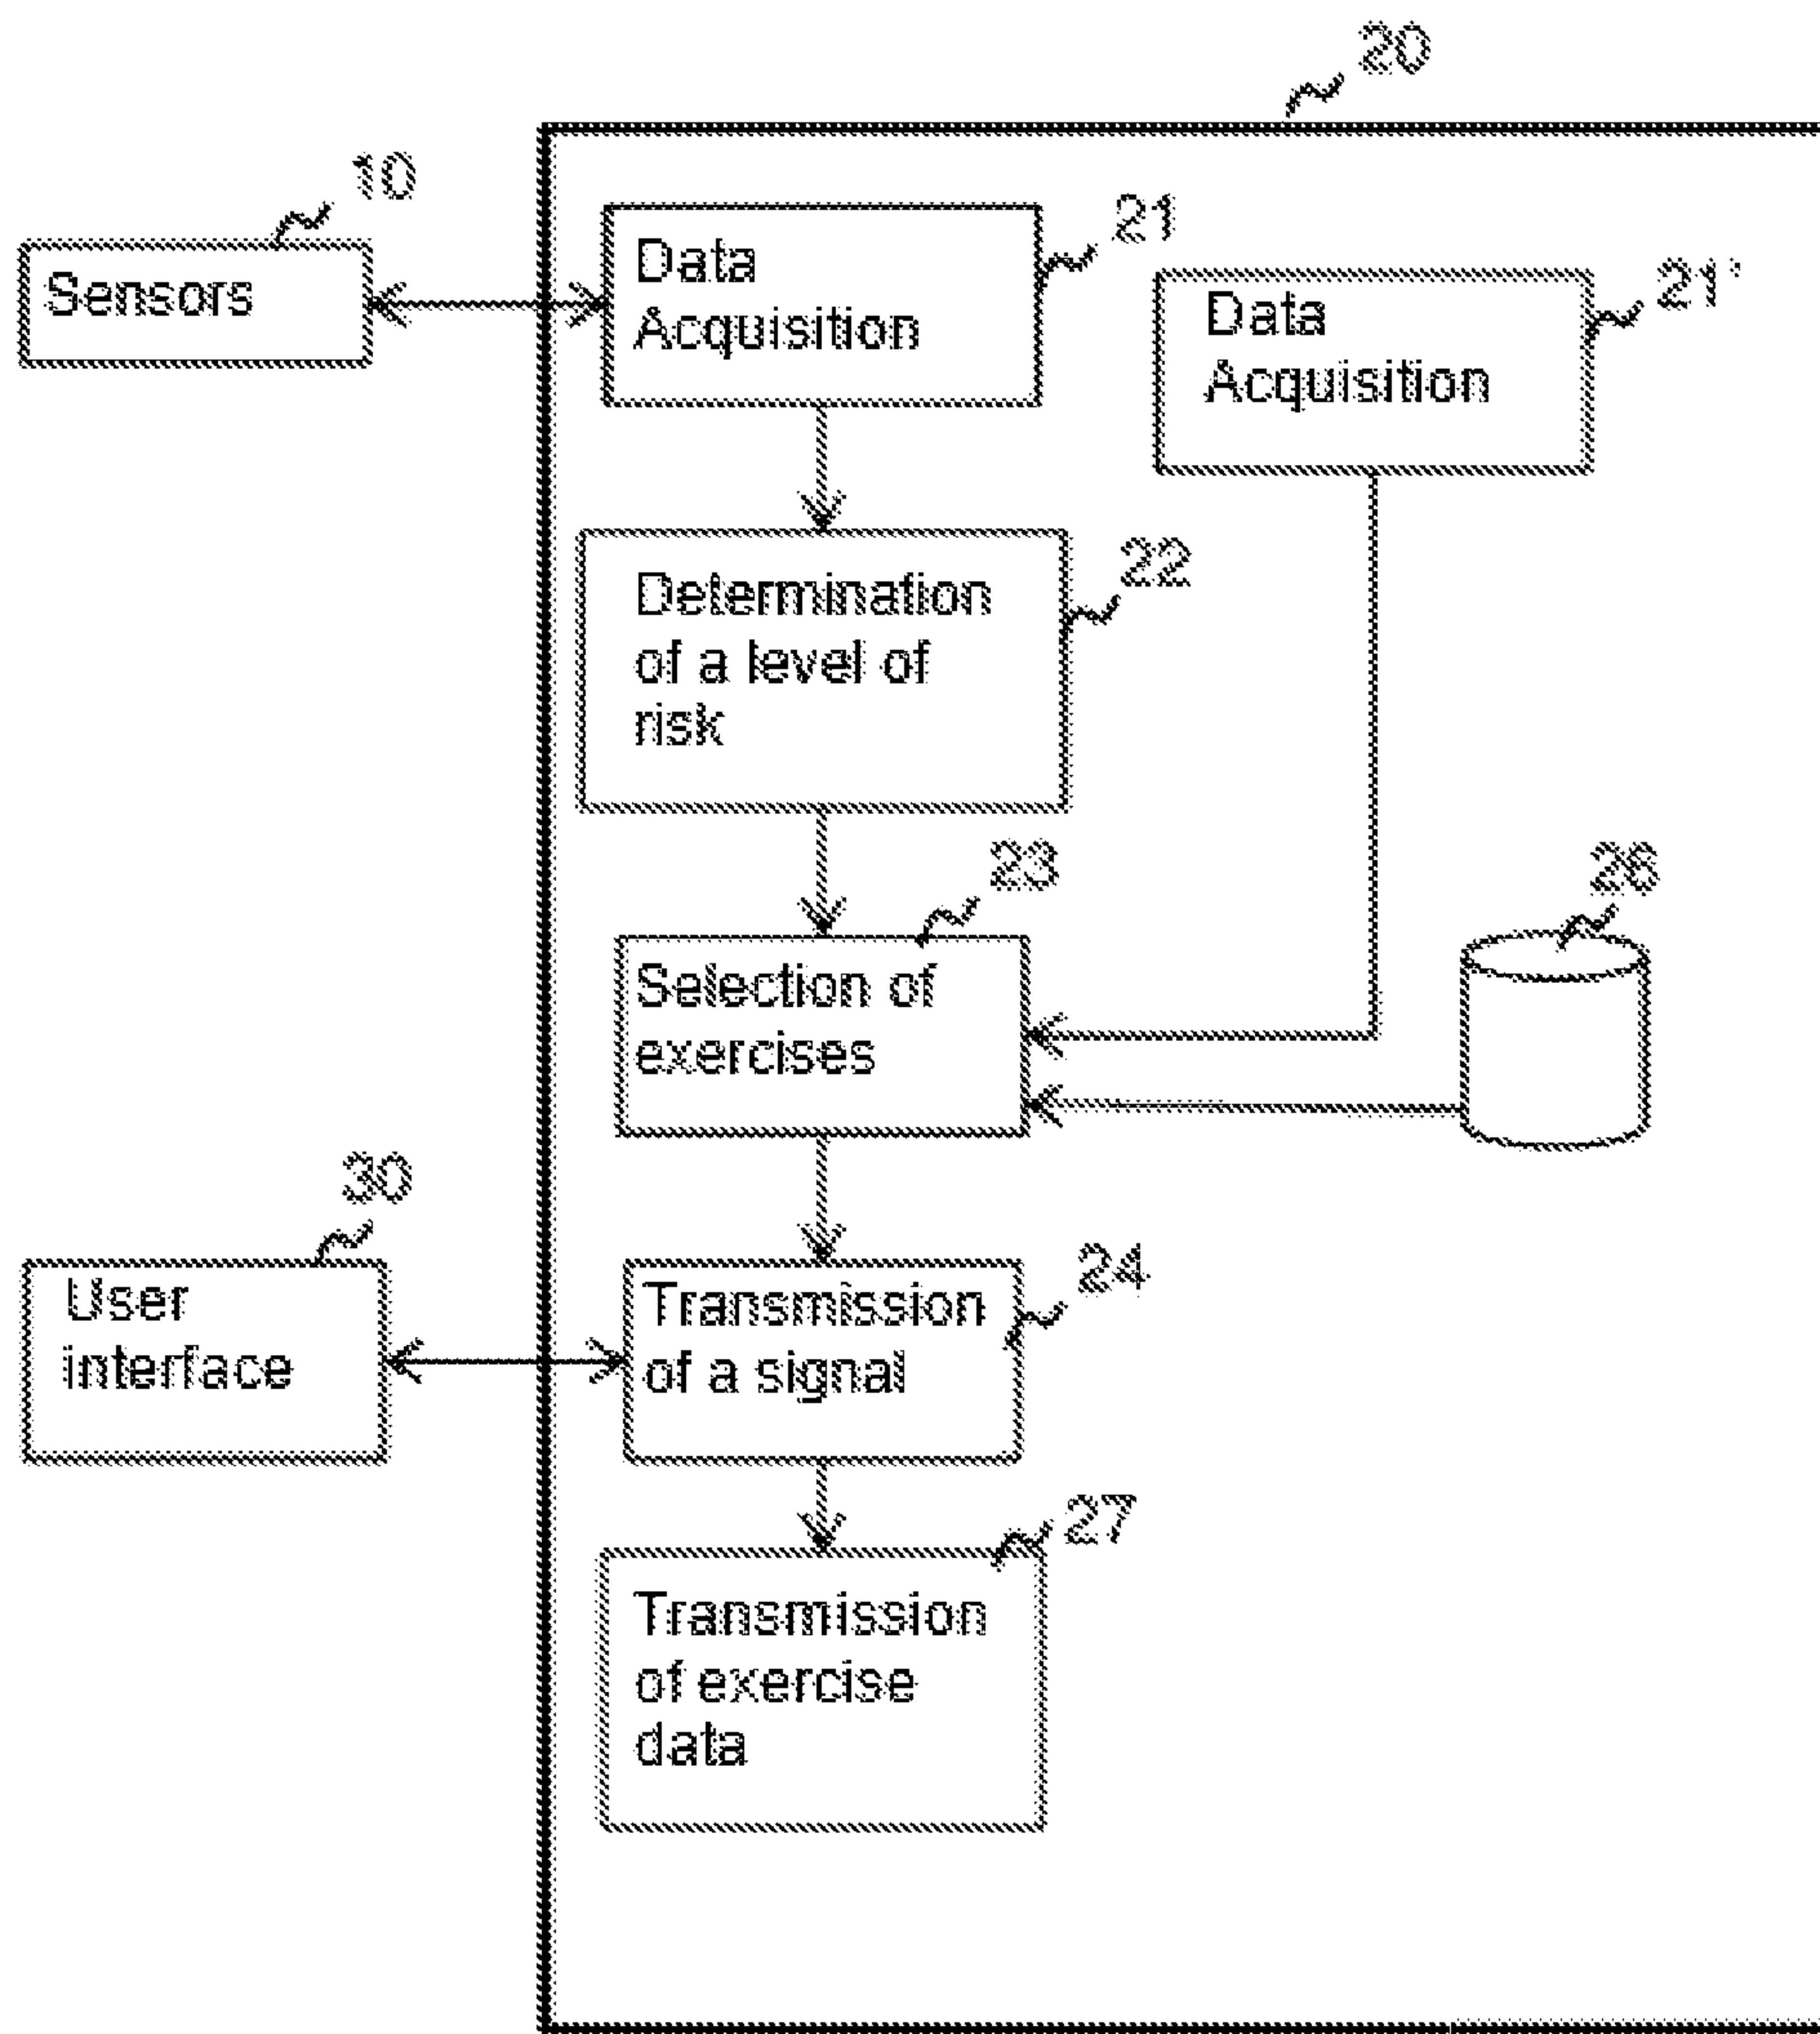 20
10
Sensors
21
Data
Acquisition
21'
Data
Acquisition
22
Determination
of a level of
risk
23
Selection of
exercises
26
30
User
interface
24
Transmission
of a signal
27
Transmission
of exercise
data